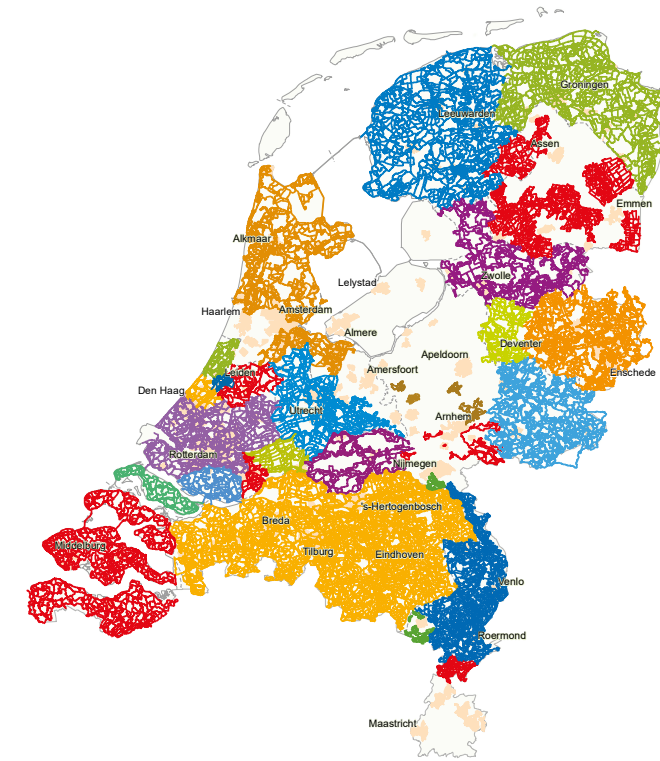 Groningen
Leeuwarden
Assen
Emmen
Alkmaar
Zwolle
Lelystad
Haarlem
Amsterdam
Almere
Deventer
Apeldoorn
Leiden
Amersfoort
Enschede
Den Haag
Utrecht
Arnhem
Rotterdam
Nijmegen
's-Hertogenbosch
Breda
Middelburg
Tilburg
Eindhoven
Venlo
Roermond
Maastricht